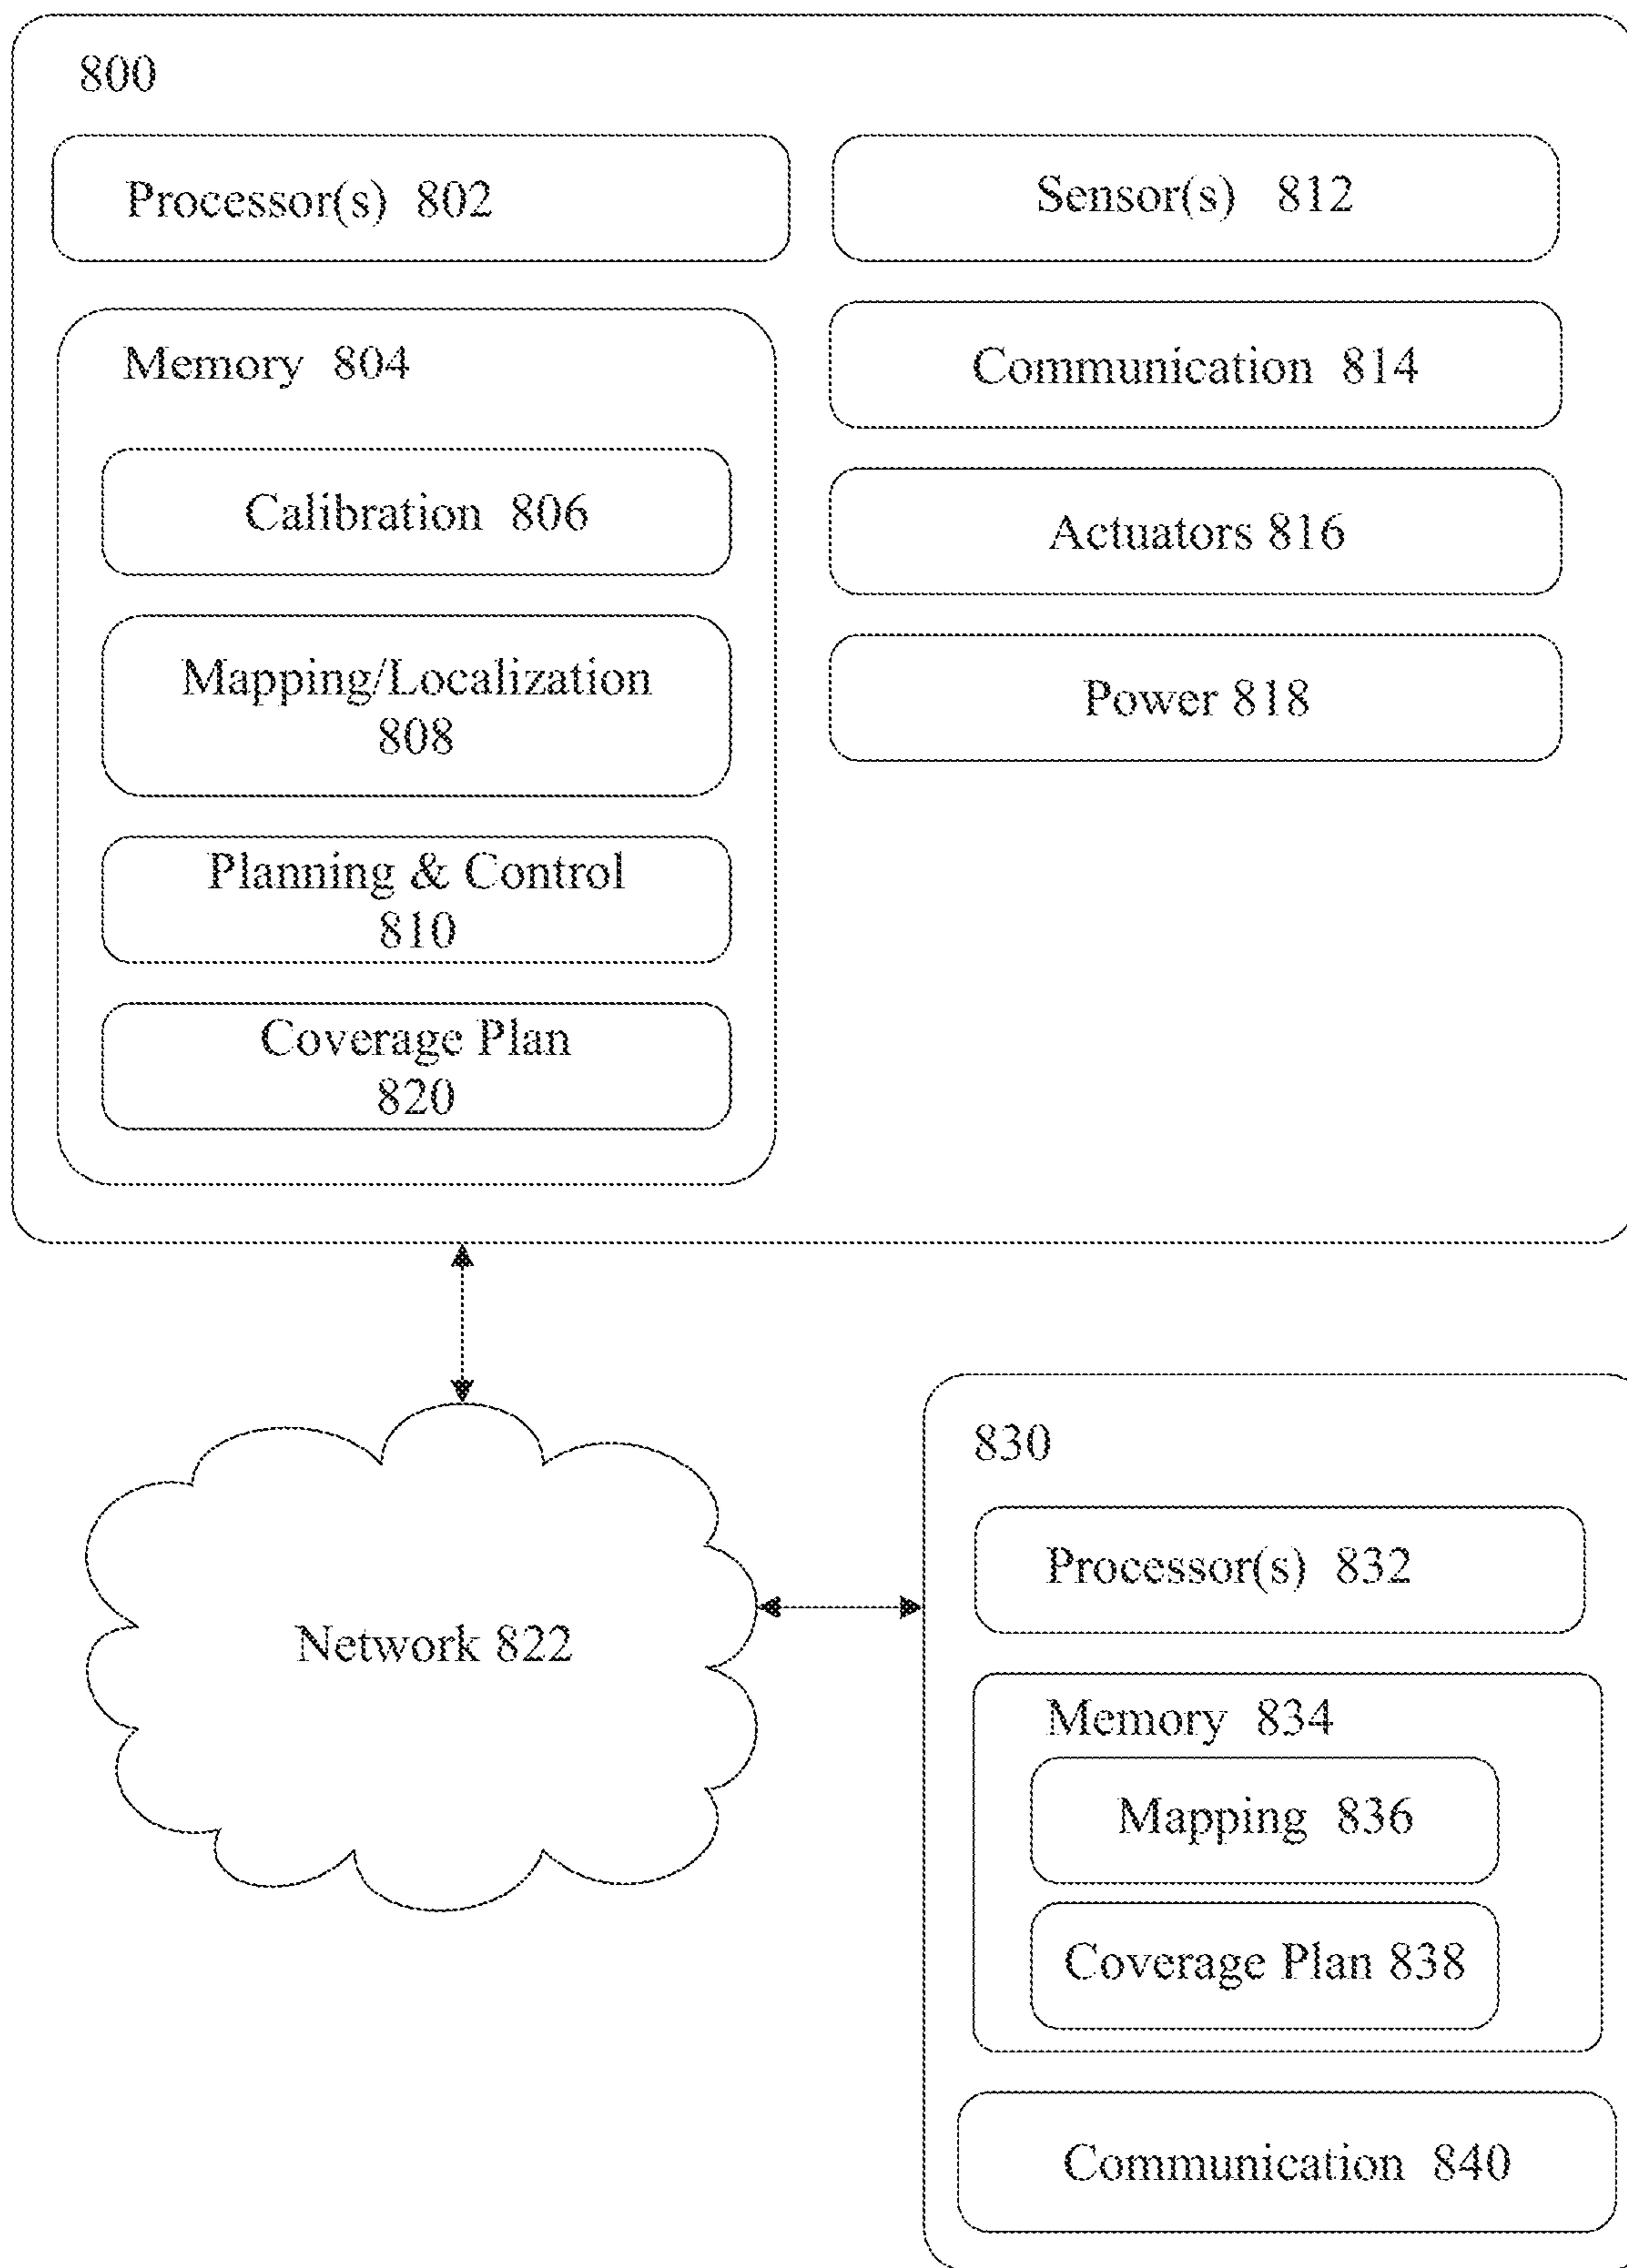 800
Processor(s) 802
Memory 804
Calibration 806
Mapping/Localization
808
Planning & Control
810
Coverage Plan
820
Sensor(s) 812
Communication 814
Actuators 816
Power 818
Network 822
830
Processor(s) 832
Memory 834
Mapping 836
Coverage Plan 838
Communication 840